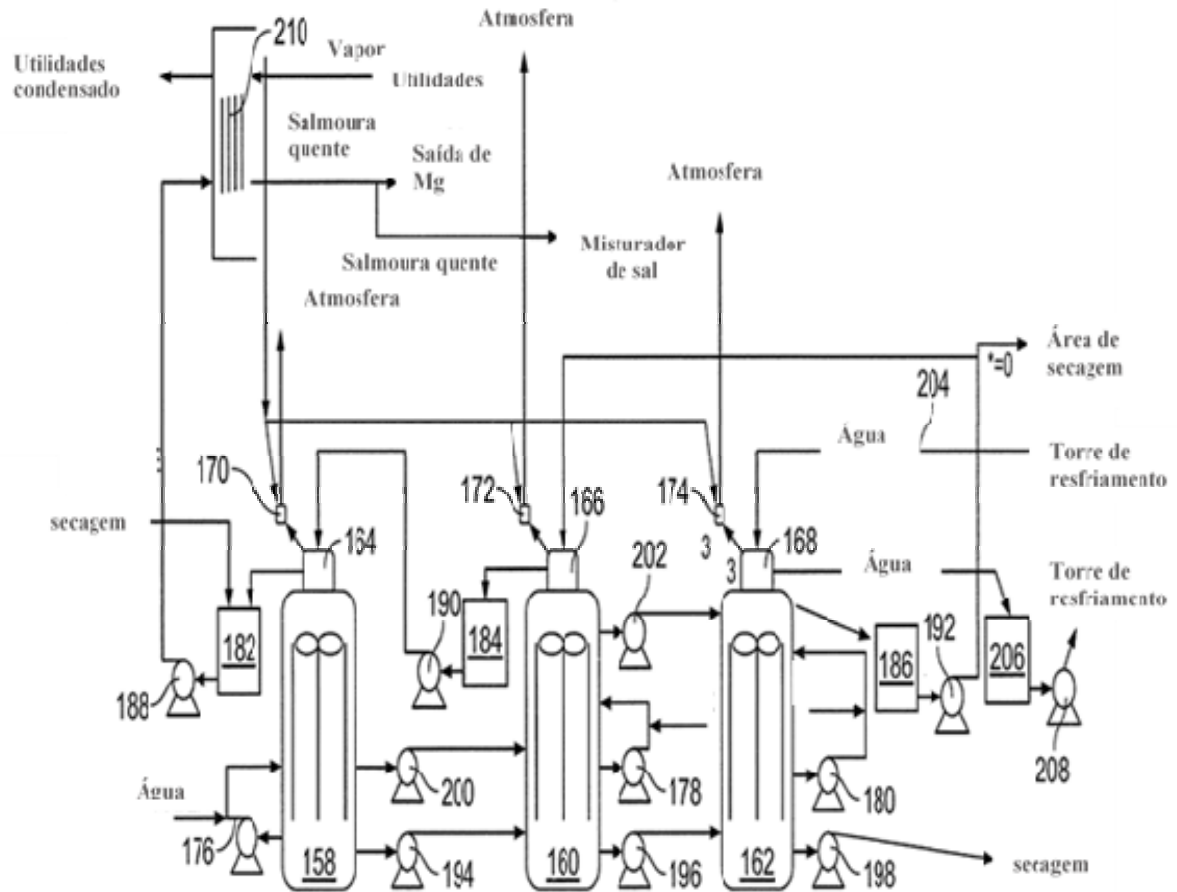 Atmosfera
210
Vapor
Utilidades
condensado
Utilidades
Salmoura
quente
Saída de
Mg
Atmosfera
Misturador
de sal
Salmoura quente
Atmosfera
Área de
secagem
*=0
204
Água
Torre de
resfriamento
170
172
166
174
secagem
164
202
3
168
3
Água
Torre de
resfriamento
182
190
184
186
192
206
188
208
Água
200
178
180
176
158
194
160
196
162
198
secagem